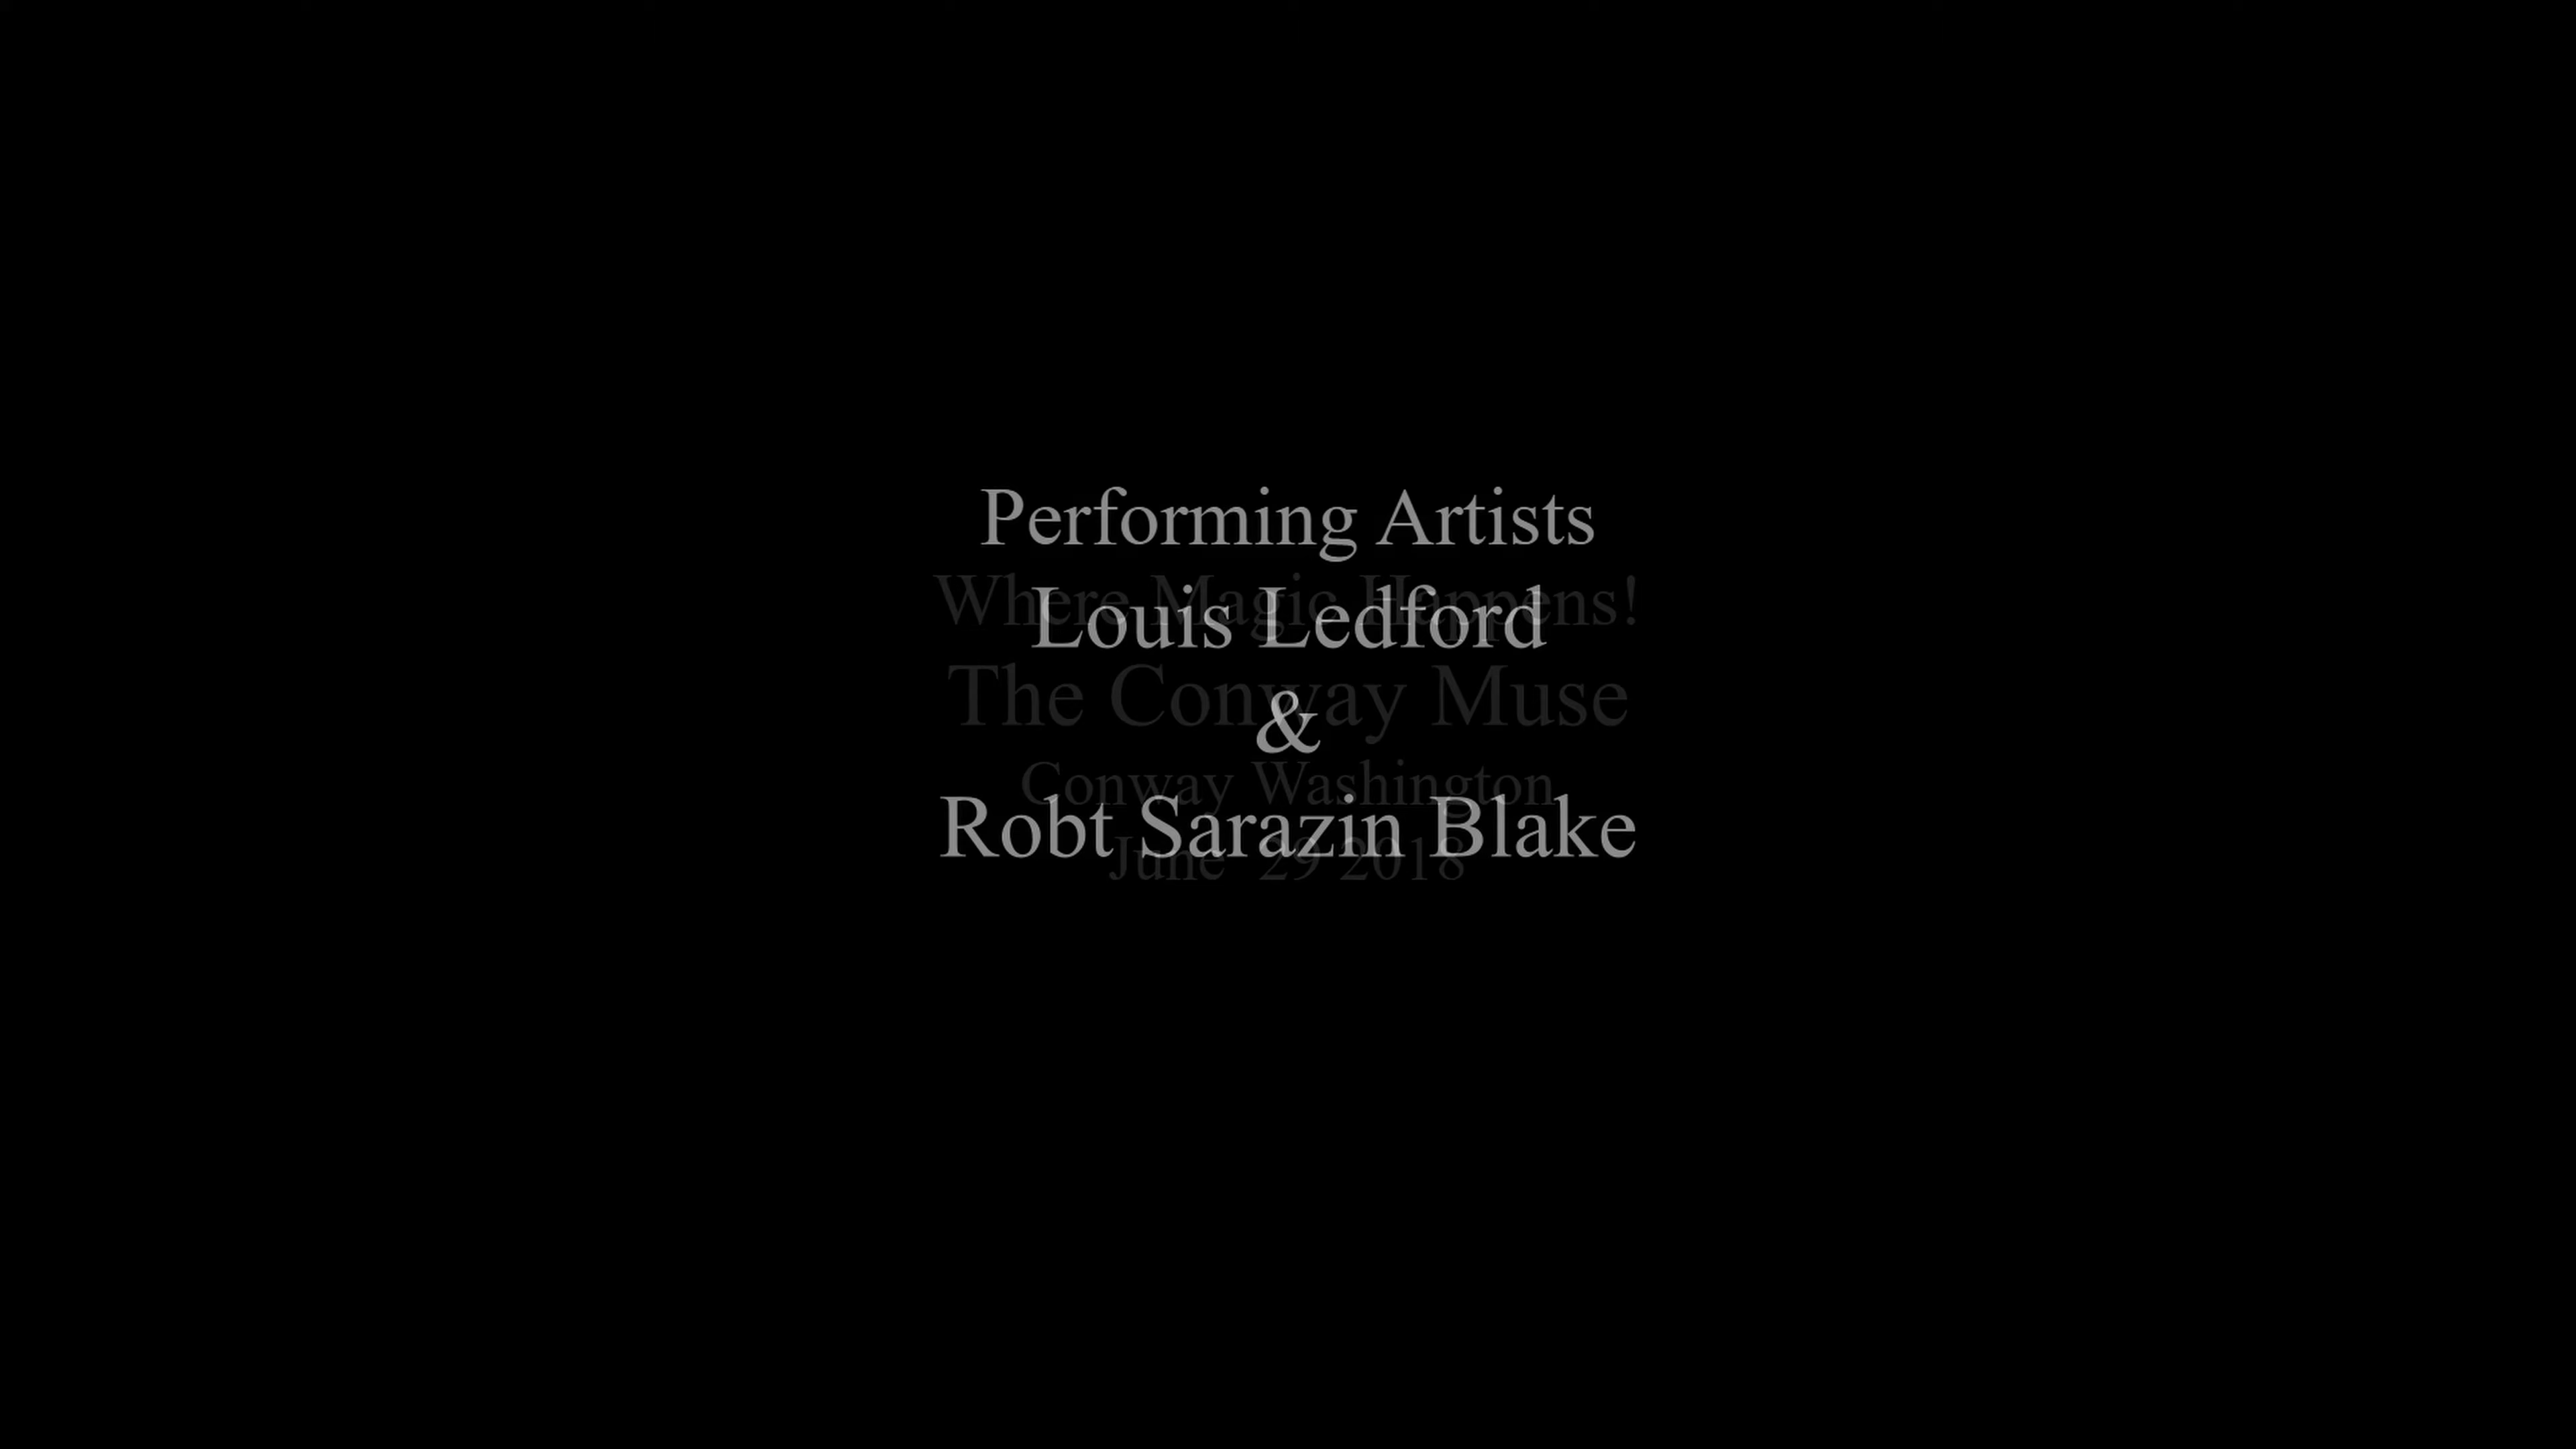 Performing Artists
Where Magic Happens!
Louis Ledford
The Conway Muse
&
Conway Washington
Robt Sarazin Blake
June 29 2018